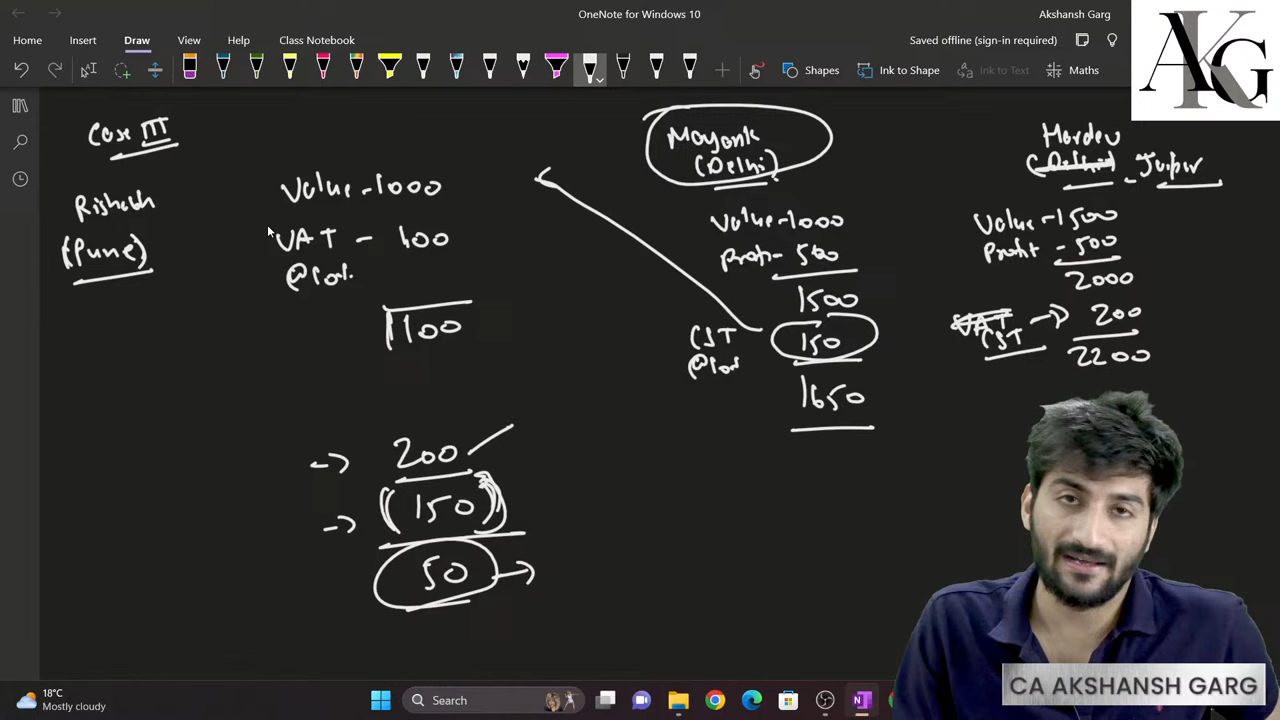 OneNote for Windows 10
Akshansh Garg
Home Insert Draw View Help Class Notebook
Saved offline (sign-in required)
Shapes Ink to Shape Ink to Text Maths
AKG
Case III
Rishabh
(Pune)
Value - 1000
VAT - 100
@10%
1100
→ 200
→ (150)
50 →
Mayank
(Delhi)
Value - 1000
Profit - 500
1500
CST 150
@10%
1650
Hardev
(Delhi) - Jaipur
Value - 1500
Profit - 500
2000
VAT → 200
CST
2200
CA AKSHANSH GARG
18°C
Mostly cloudy
Search